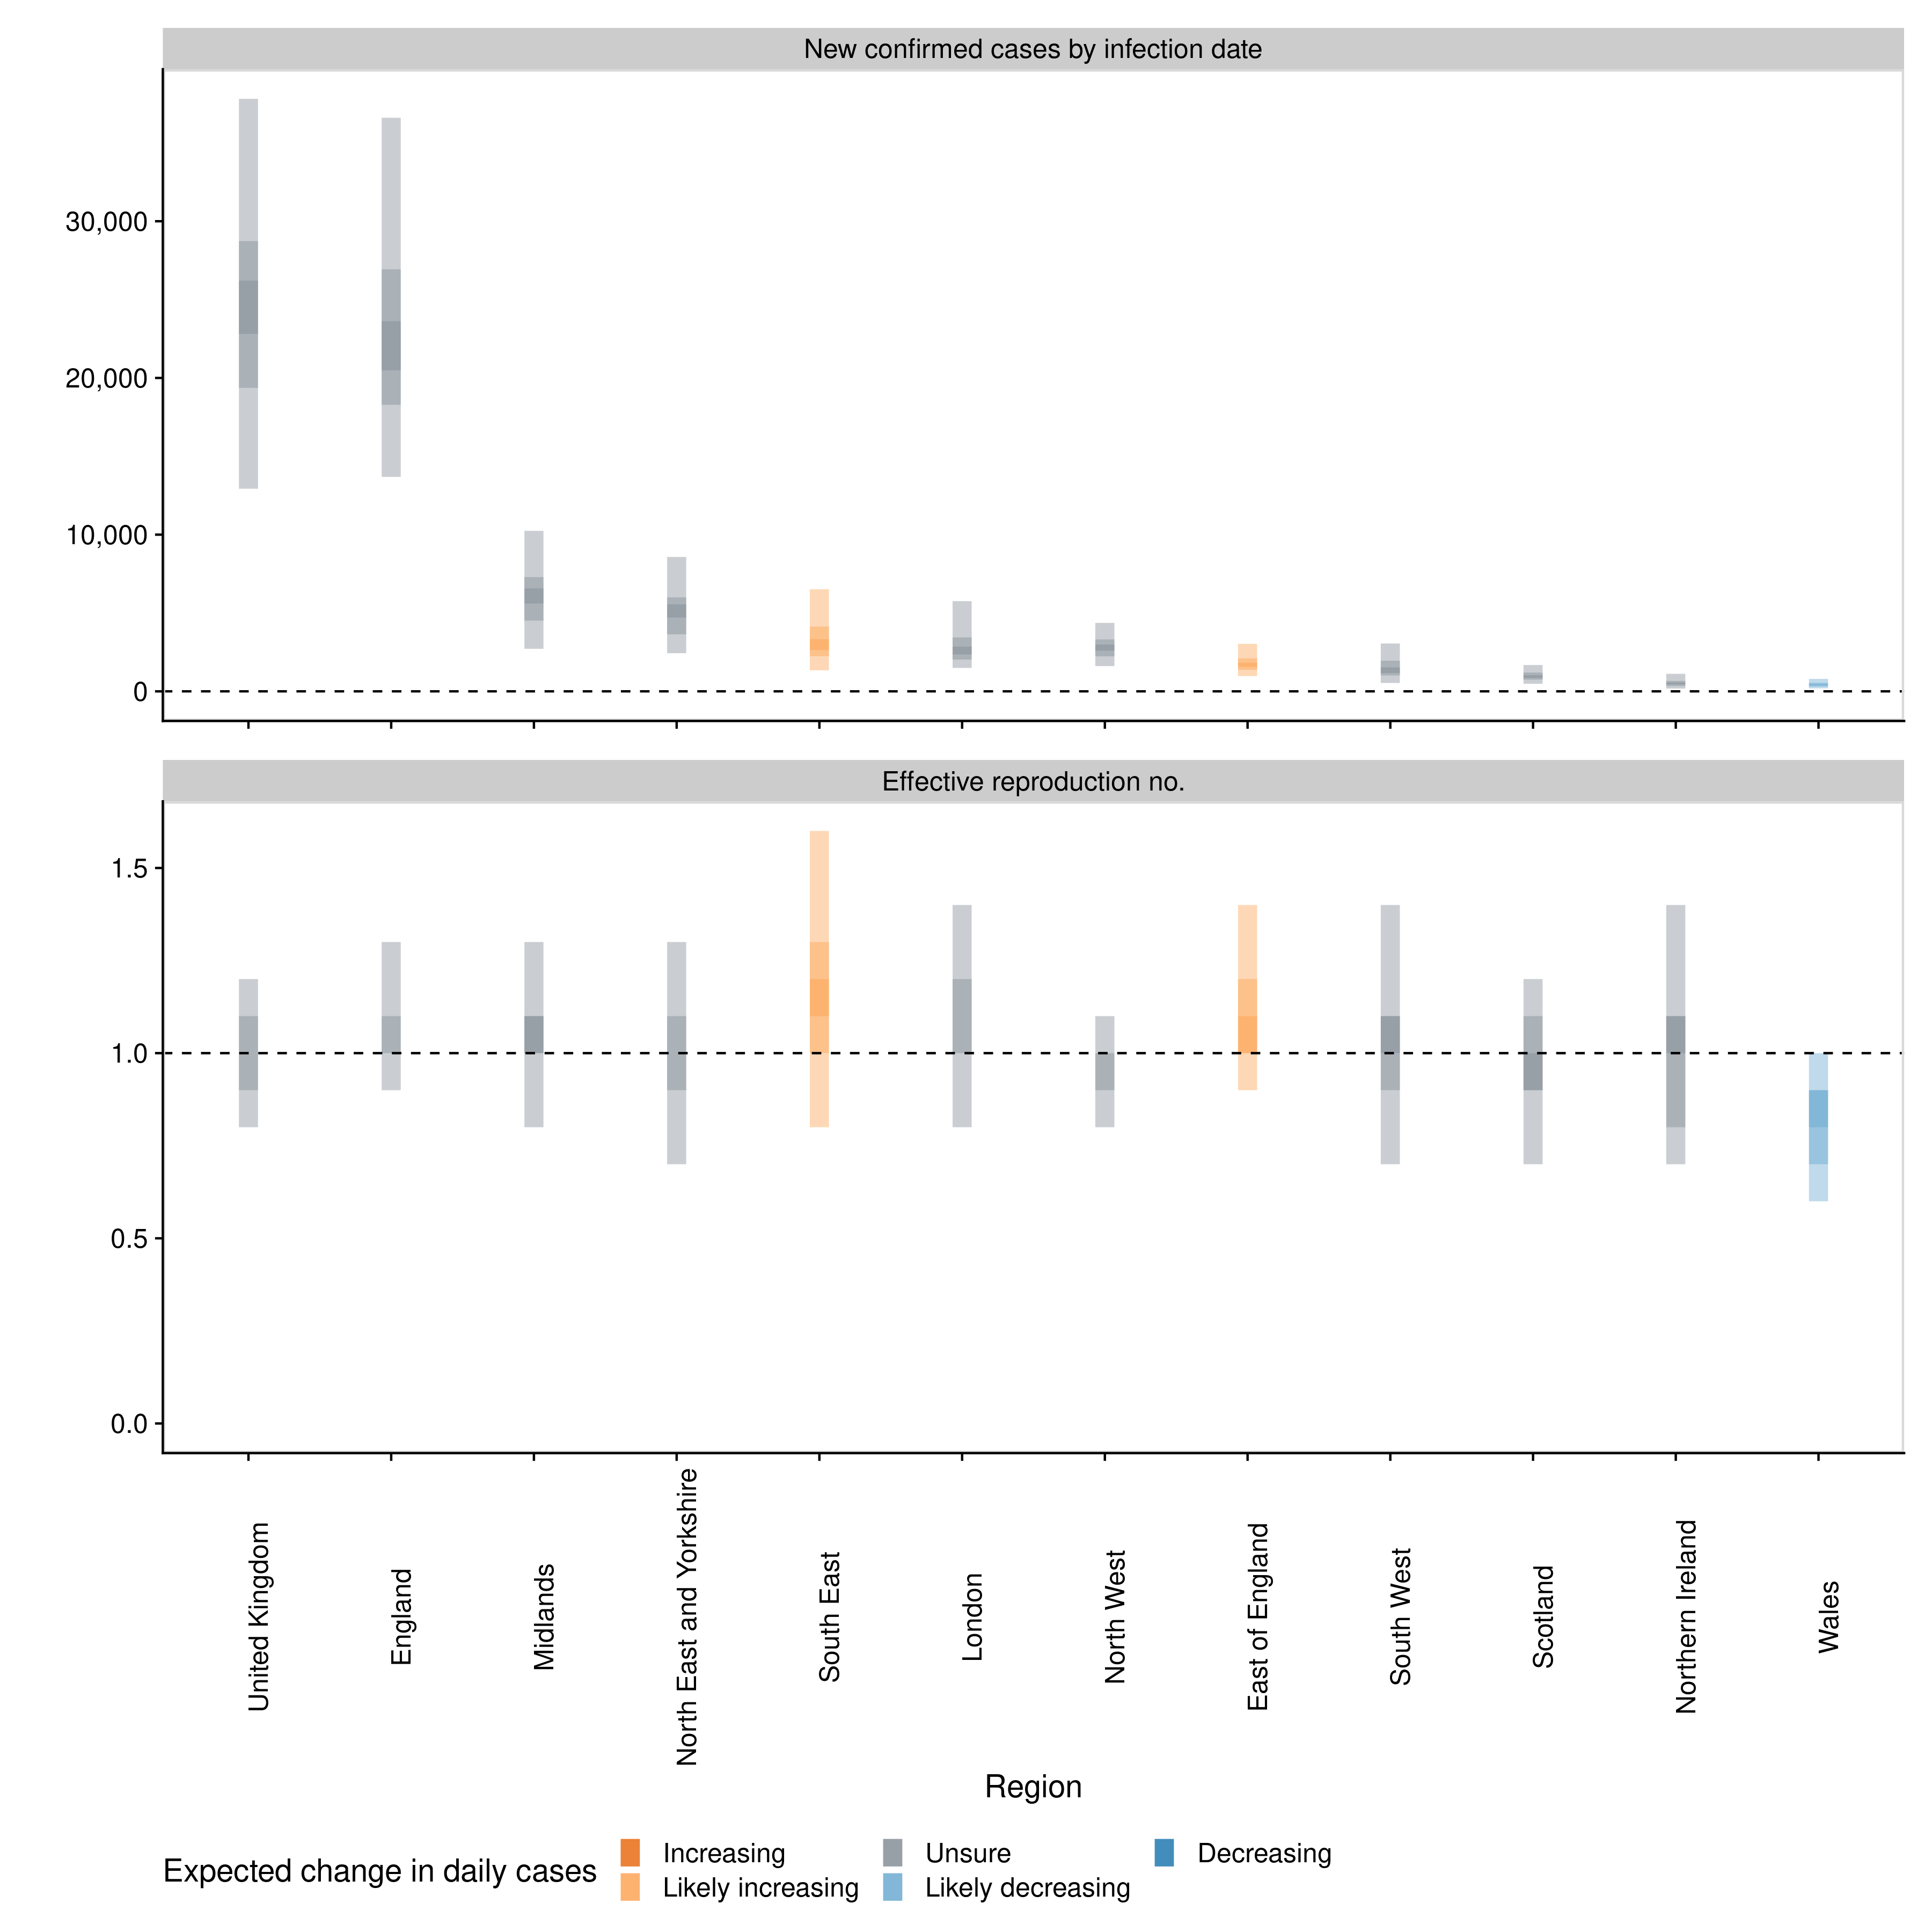 New confirmed cases by infection date
30,000
20,000
10,000
0
Effective reproduction no.
1.5
1.0
0.5
0.0
United Kingdom
England
Midlands
North East and Yorkshire
South East
London
North West
East of England
South West
Scotland
Northern Ireland
Wales
Region
Expected change in daily cases
Increasing
Likely increasing
Unsure
Likely decreasing
Decreasing